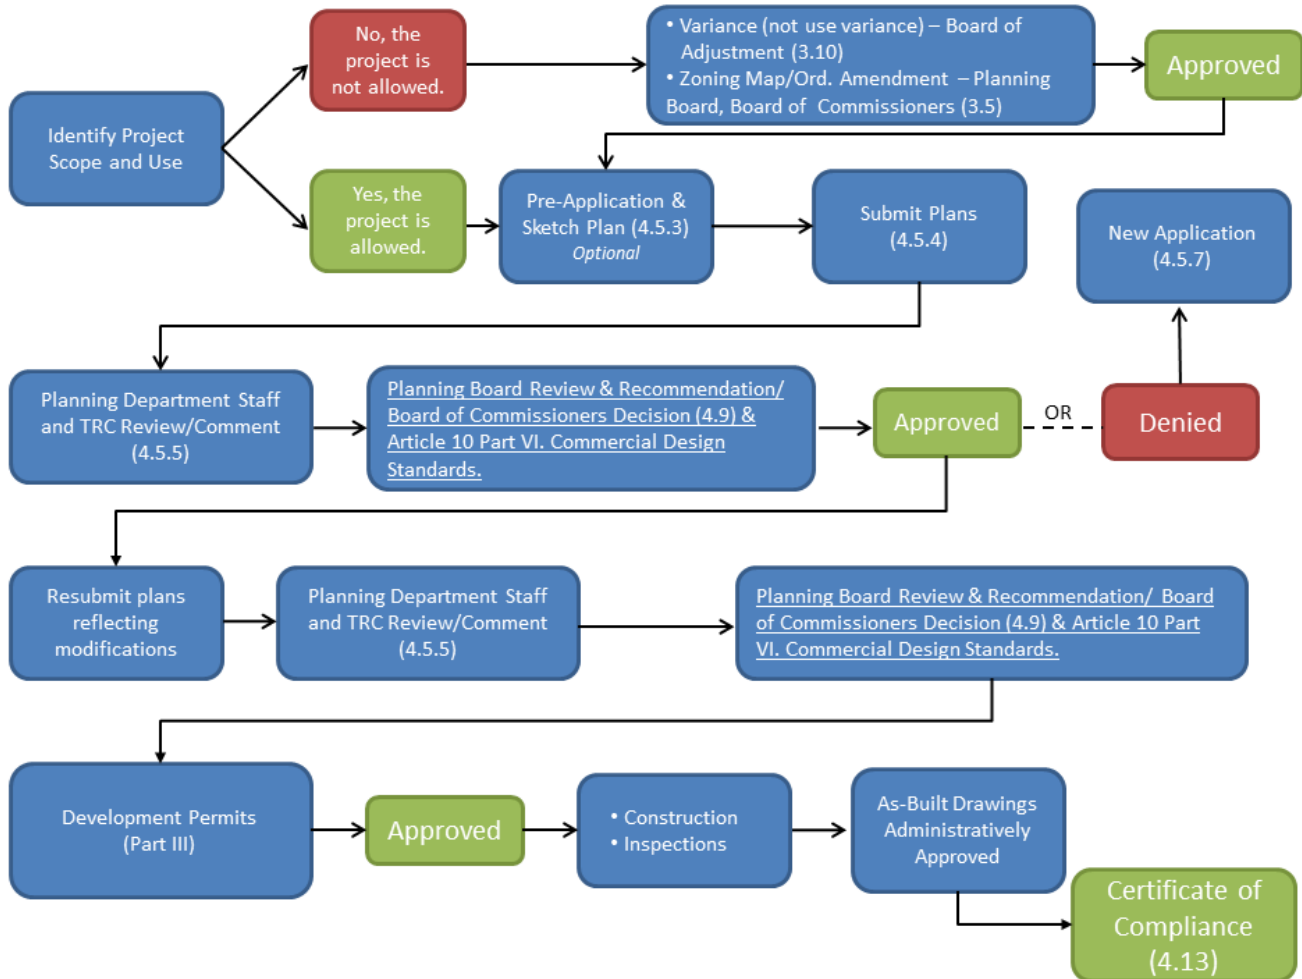 No, the
project is
not allowed.
• Variance (not use variance) – Board of
Adjustment (3.10)
• Zoning Map/Ord. Amendment – Planning
Board, Board of Commissioners (3.5)
Approved
Identify Project
Scope and Use
Yes, the
project is
allowed.
Pre-Application &
Sketch Plan (4.5.3)
Optional
Submit Plans
(4.5.4)
New Application
(4.5.7)
Planning Department Staff
and TRC Review/Comment
(4.5.5)
Planning Board Review & Recommendation/
Board of Commissioners Decision (4.9) &
Article 10 Part VI. Commercial Design
Standards.
Approved
OR
Denied
Resubmit plans
reflecting
modifications
Planning Department Staff
and TRC Review/Comment
(4.5.5)
Planning Board Review & Recommendation/ Board
of Commissioners Decision (4.9) & Article 10 Part
VI. Commercial Design Standards.
Development Permits
(Part III)
Approved
• Construction
• Inspections
As-Built Drawings
Administratively
Approved
Certificate of
Compliance
(4.13)